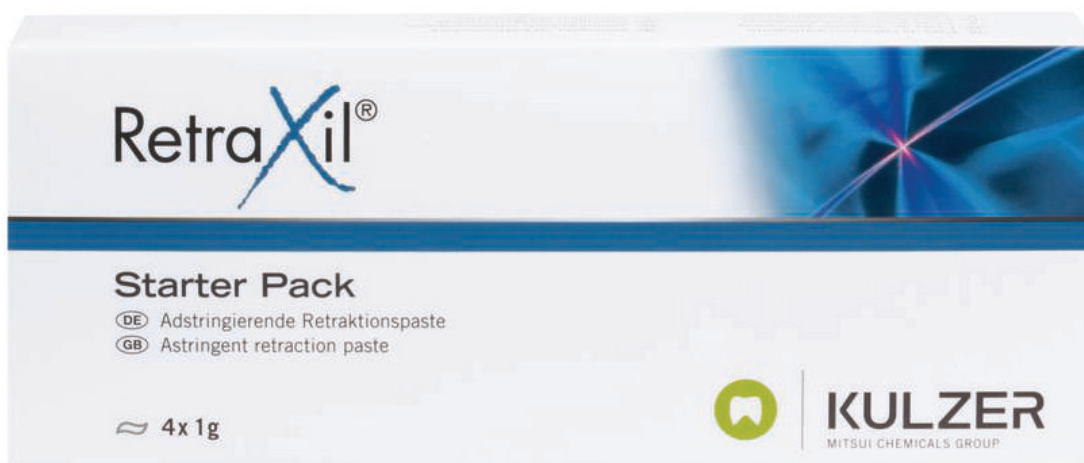 RetraXil®
Starter Pack
DE Adstringierende Retraktionspaste
GB Astringent retraction paste
4x 1g
KULZER
MITSUI CHEMICALS GROUP